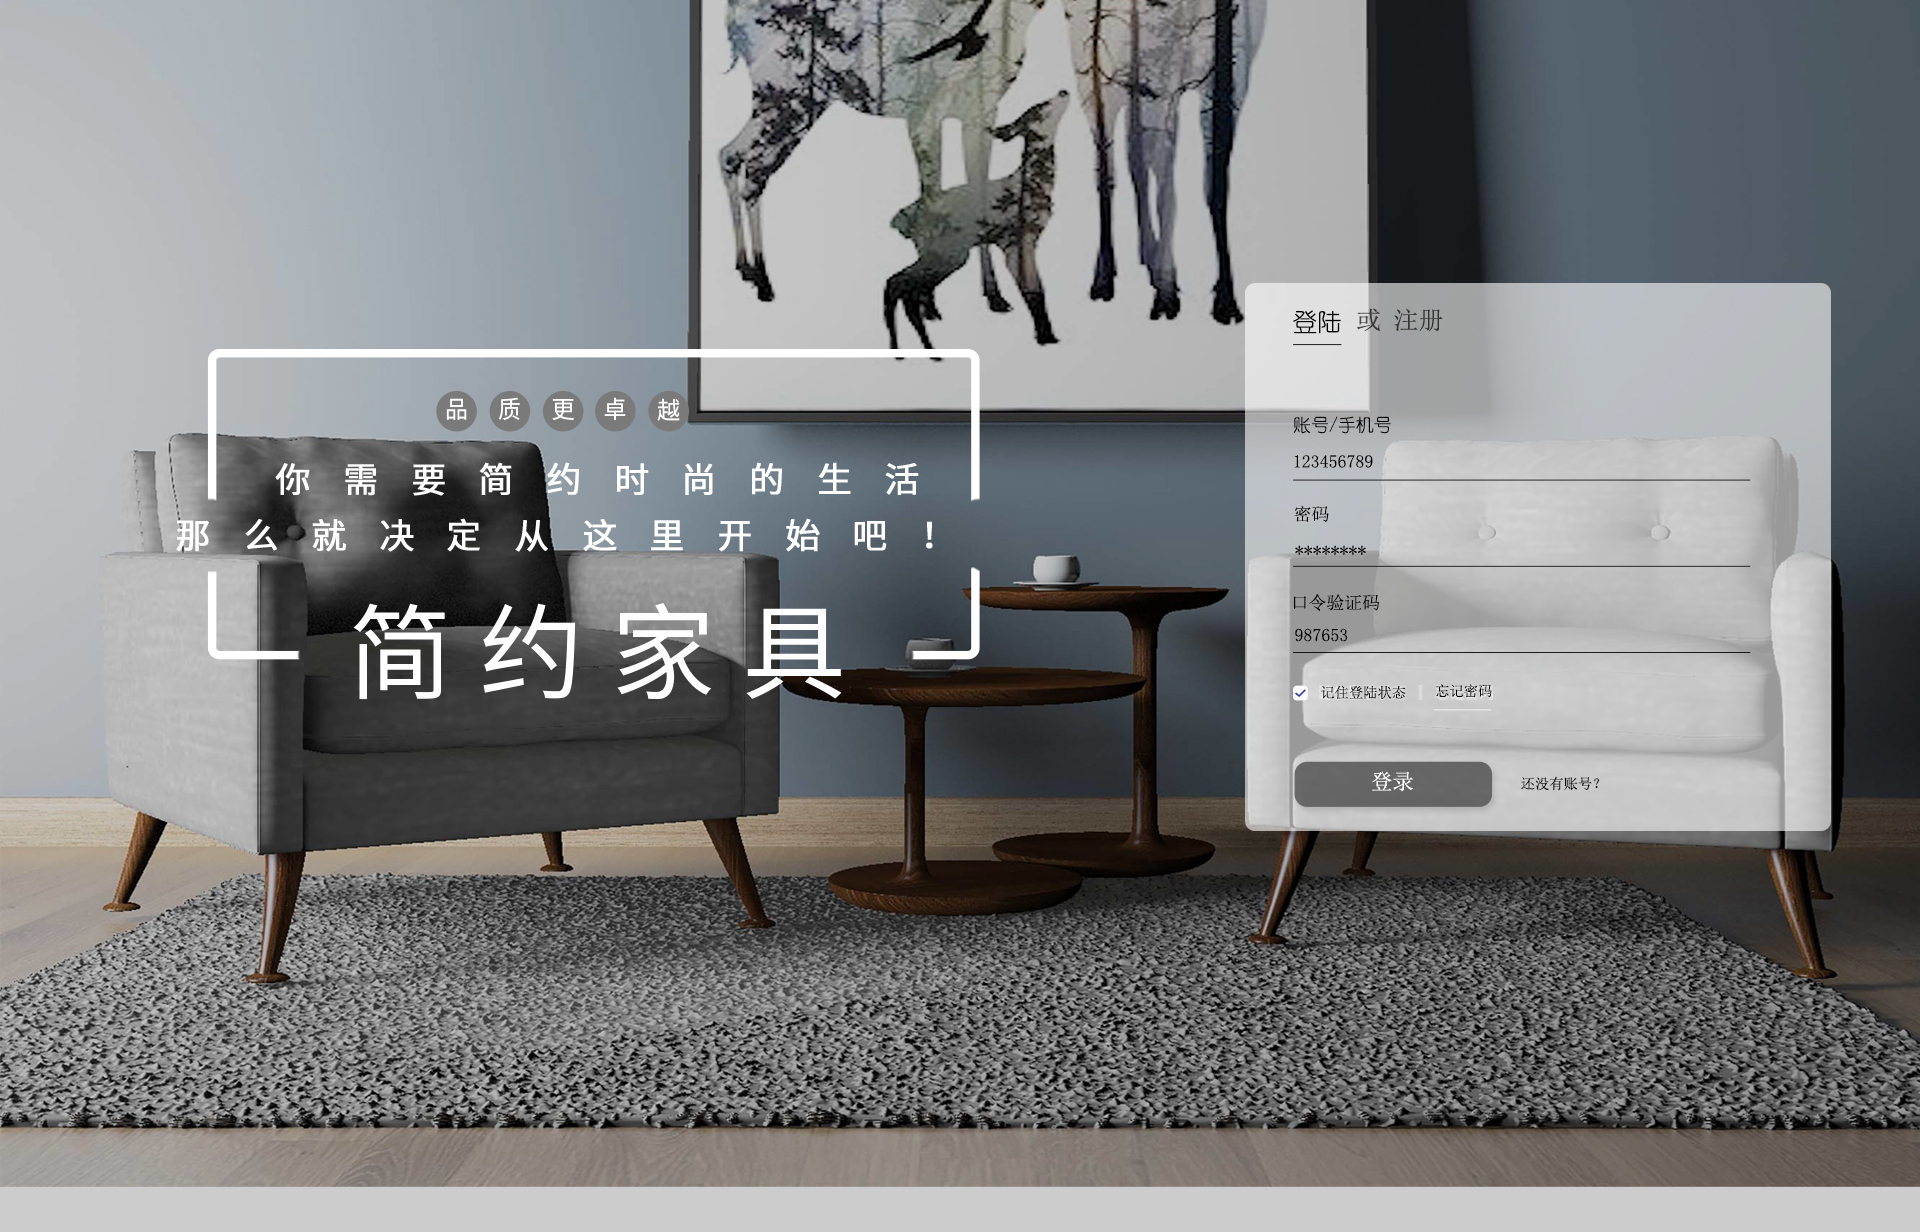 品质更卓越
你需要简约时尚的生活
那么就决定从这里开始吧！
简约家具
登陆 或 注册
账号/手机号
123456789
密码
********
口令验证码
987653
记住登陆状态 | 忘记密码
登录 还没有账号?